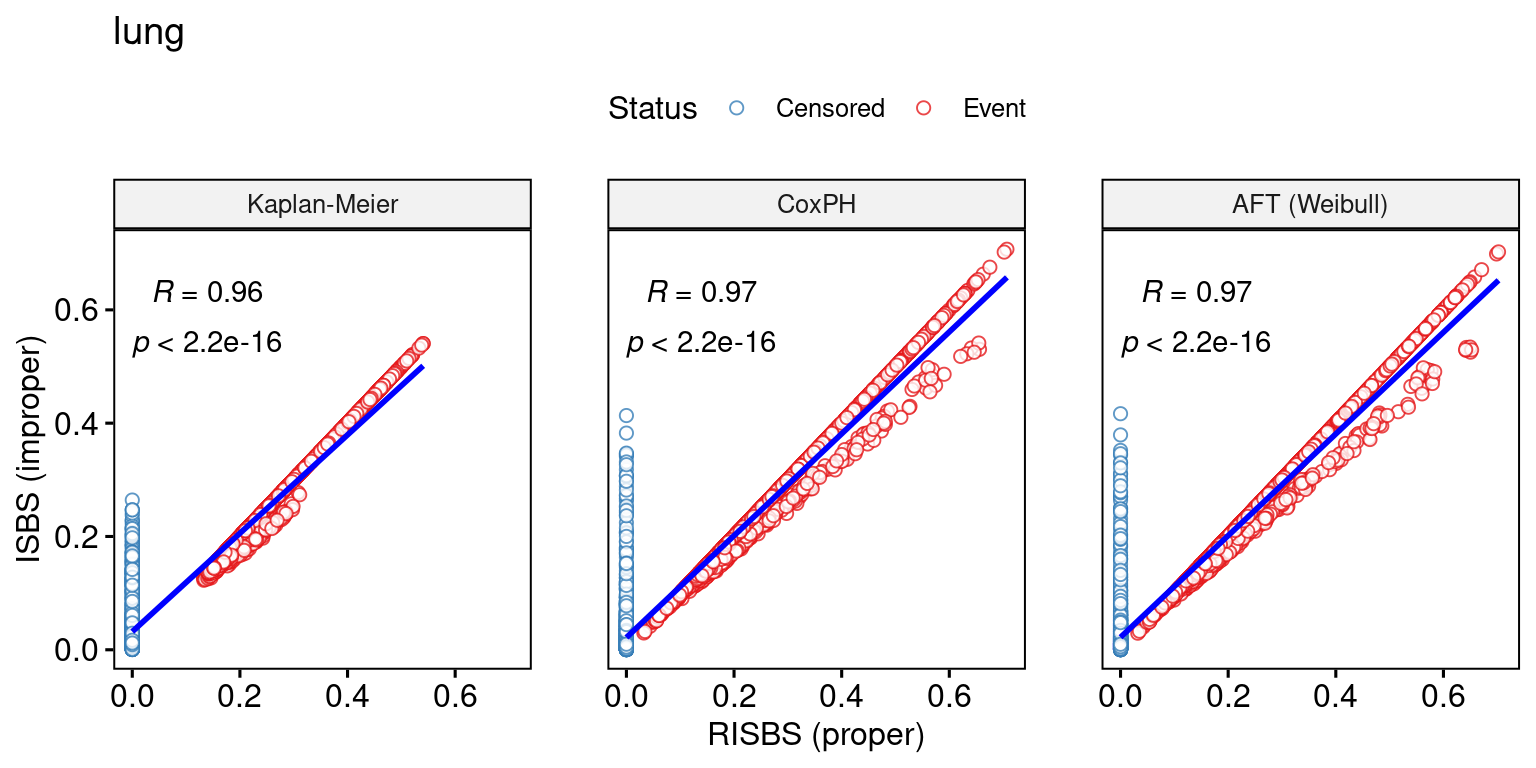 lung
Status Censored Event
Kaplan-Meier CoxPH AFT (Weibull)
R = 0.96 R = 0.97 R = 0.97
p < 2.2e-16 p < 2.2e-16 p < 2.2e-16
ISBS (improper)
0.6
0.4
0.2
0.0
0.0 0.2 0.4 0.6 0.0 0.2 0.4 0.6 0.0 0.2 0.4 0.6
RISBS (proper)